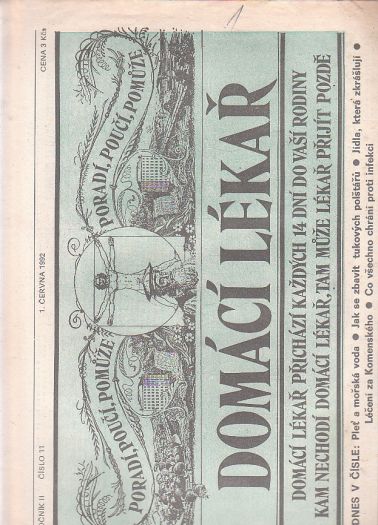 ROČNÍK II ČÍSLO 11 1. ČERVNA 1992 CENA 3 Kčs
PORADÍ, POUČÍ, POMŮŽE PORADÍ, POUČÍ, POMŮŽE
DOMÁCÍ LÉKAŘ
DOMÁCÍ LÉKAŘ PŘICHÁZÍ KAŽDÝCH 14 DNÍ DO VAŠÍ RODINY
KAM NECHODÍ DOMÁCÍ LÉKAŘ, TAM MŮŽE LÉKAŘ PŘIJÍT POZDĚ
DNES V ČÍSLE: Pleť a mořská voda ● Jak se zbavit tukových polštářů ● Jídla, která zkrášlují ●
Léčení za Komenského ● Co všechno chrání proti infekci